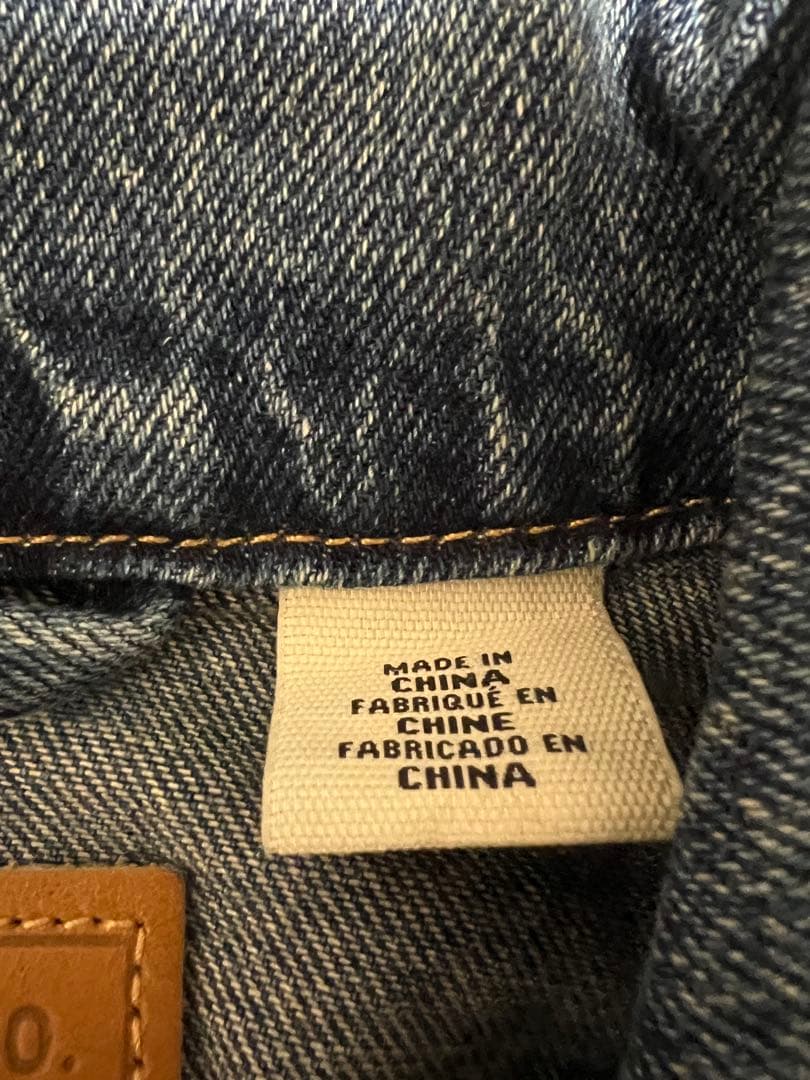 MADE IN
CHINA
FABRIQUÉ EN
CHINE
FABRICADO EN
CHINA
O.